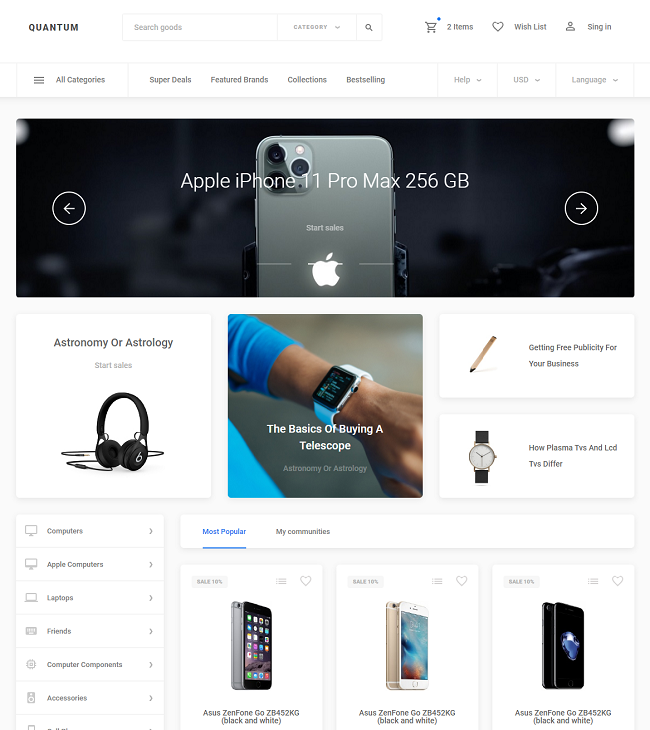 QUANTUM
Search goods
CATEGORY
2 Items
Wish List
Sing in
All Categories
Super Deals
Featured Brands
Collections
Bestselling
Help
USD
Language
Apple iPhone 11 Pro Max 256 GB
Start sales
Astronomy Or Astrology
Start sales
The Basics Of Buying A
Telescope
Astronomy Or Astrology
Getting Free Publicity For
Your Business
How Plasma Tvs And Lcd
Tvs Differ
Computers
Apple Computers
Laptops
Friends
Computer Components
Accessories
Most Popular
My communities
SALE 10%
SALE 10%
SALE 10%
Asus ZenFone Go ZB452KG
(black and white)
Asus ZenFone Go ZB452KG
(black and white)
Asus ZenFone Go ZB452KG
(black and white)